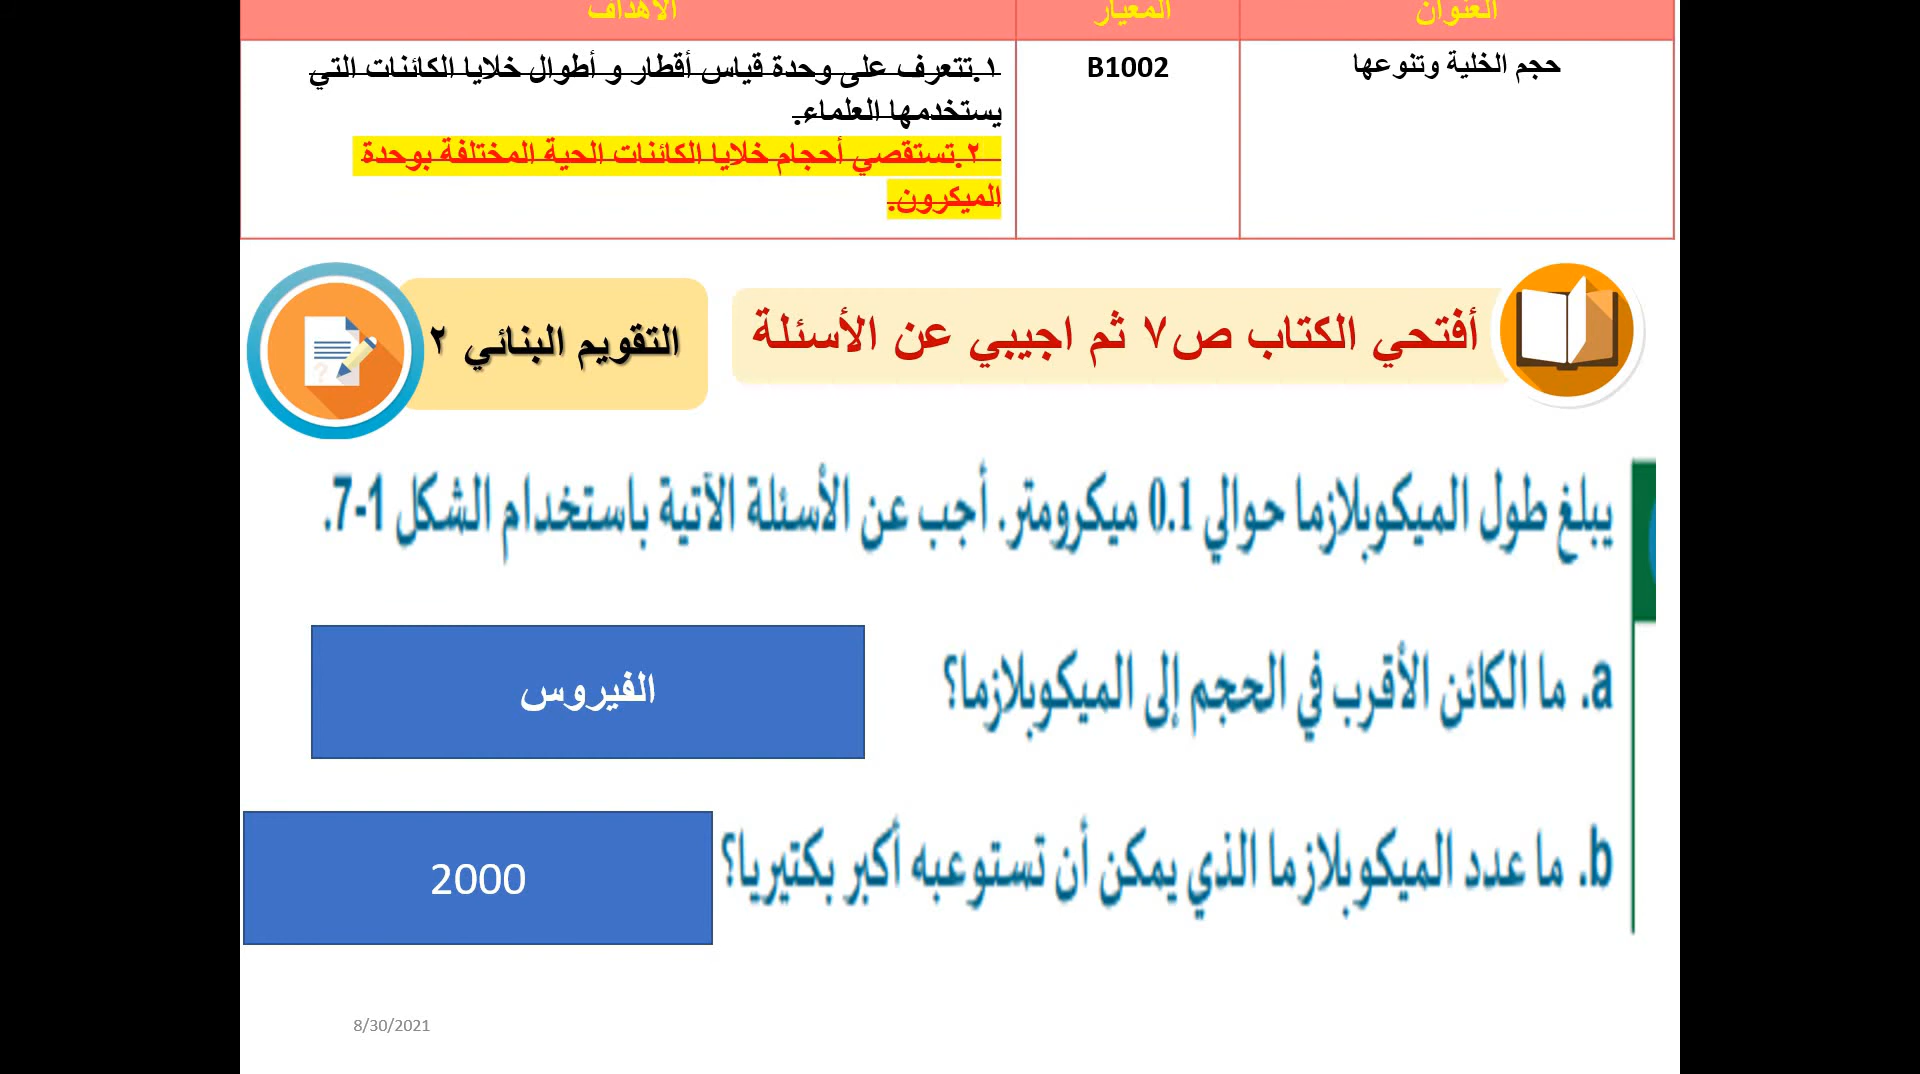 العنوان المعيار الأهداف
حجم الخلية وتنوعها B1002 ١.تتعرف على وحدة قياس أقطار و أطوال خلايا الكائنات التي
يستخدمها العلماء.
٢.تستقصي أحجام خلايا الكائنات الحية المختلفة بوحدة
الميكرون.
أفتحي الكتاب ص٧ ثم اجيبي عن الأسئلة
التقويم البنائي ٢
يبلغ طول الميكوبلازما حوالي 0.1 ميكرومتر. أجب عن الأسئلة الآتية باستخدام الشكل 1-7.
a. ما الكائن الأقرب في الحجم إلى الميكوبلازما؟
الفيروس
b. ما عدد الميكوبلازما الذي يمكن أن تستوعبه أكبر بكتيريا؟
2000
8/30/2021